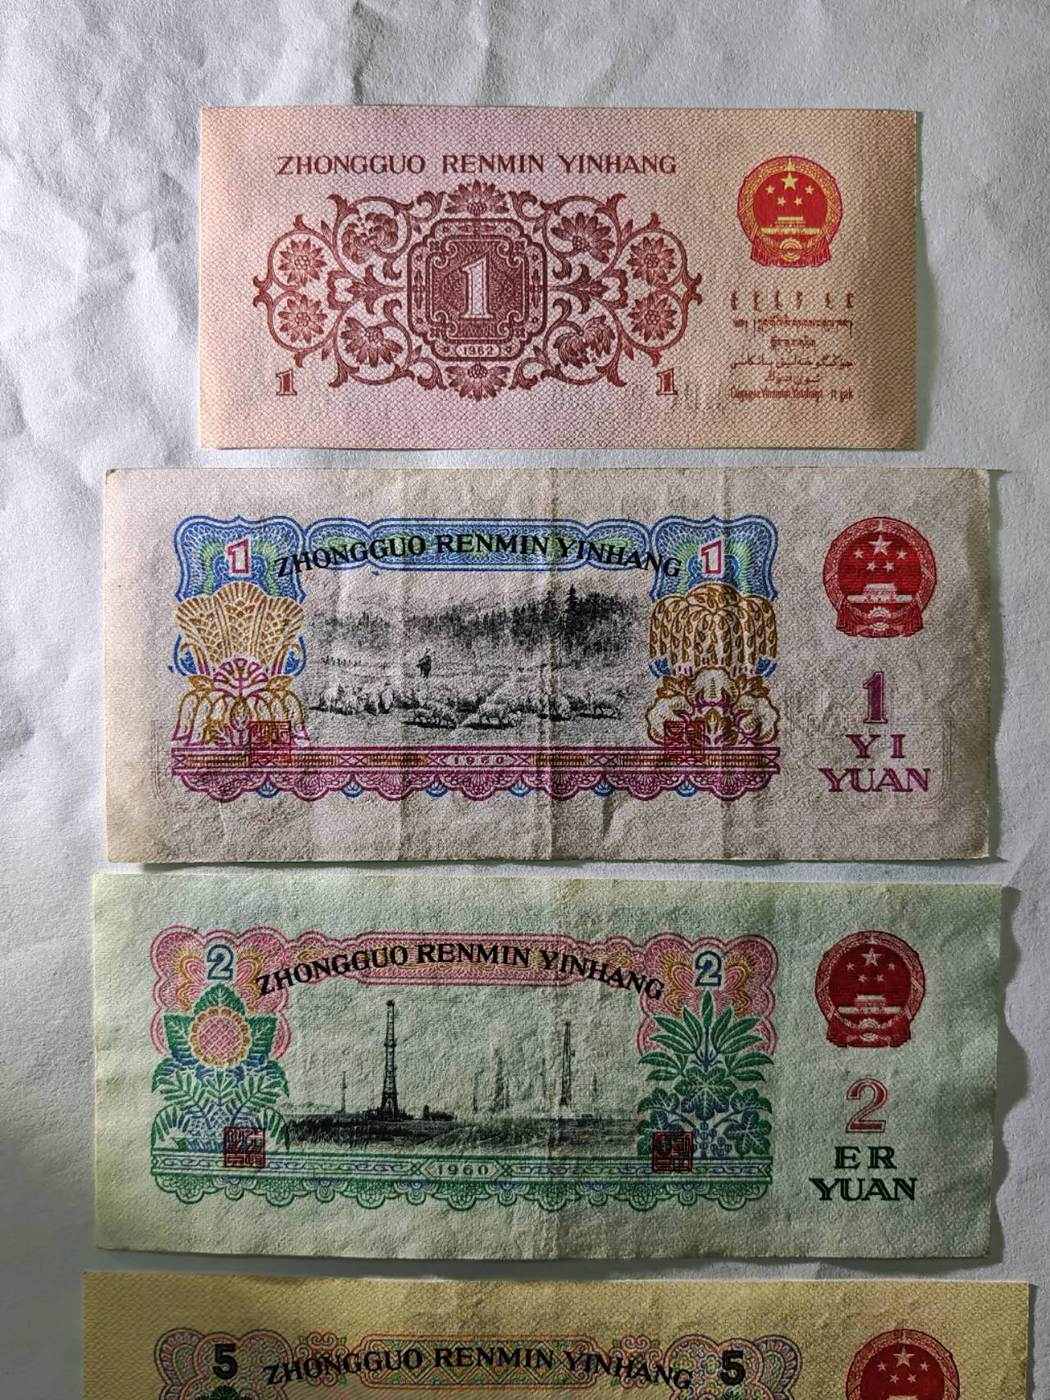 ZHONGGUO RENMIN YINHANG
1
1962
1 1
ZHONGGUO RENMIN YINHANG
1 1
1960
1
YI
YUAN
ZHONGGUO RENMIN YINHANG
2 2
1960
2
ER
YUAN
ZHONGGUO RENMIN YINHANG
5 5